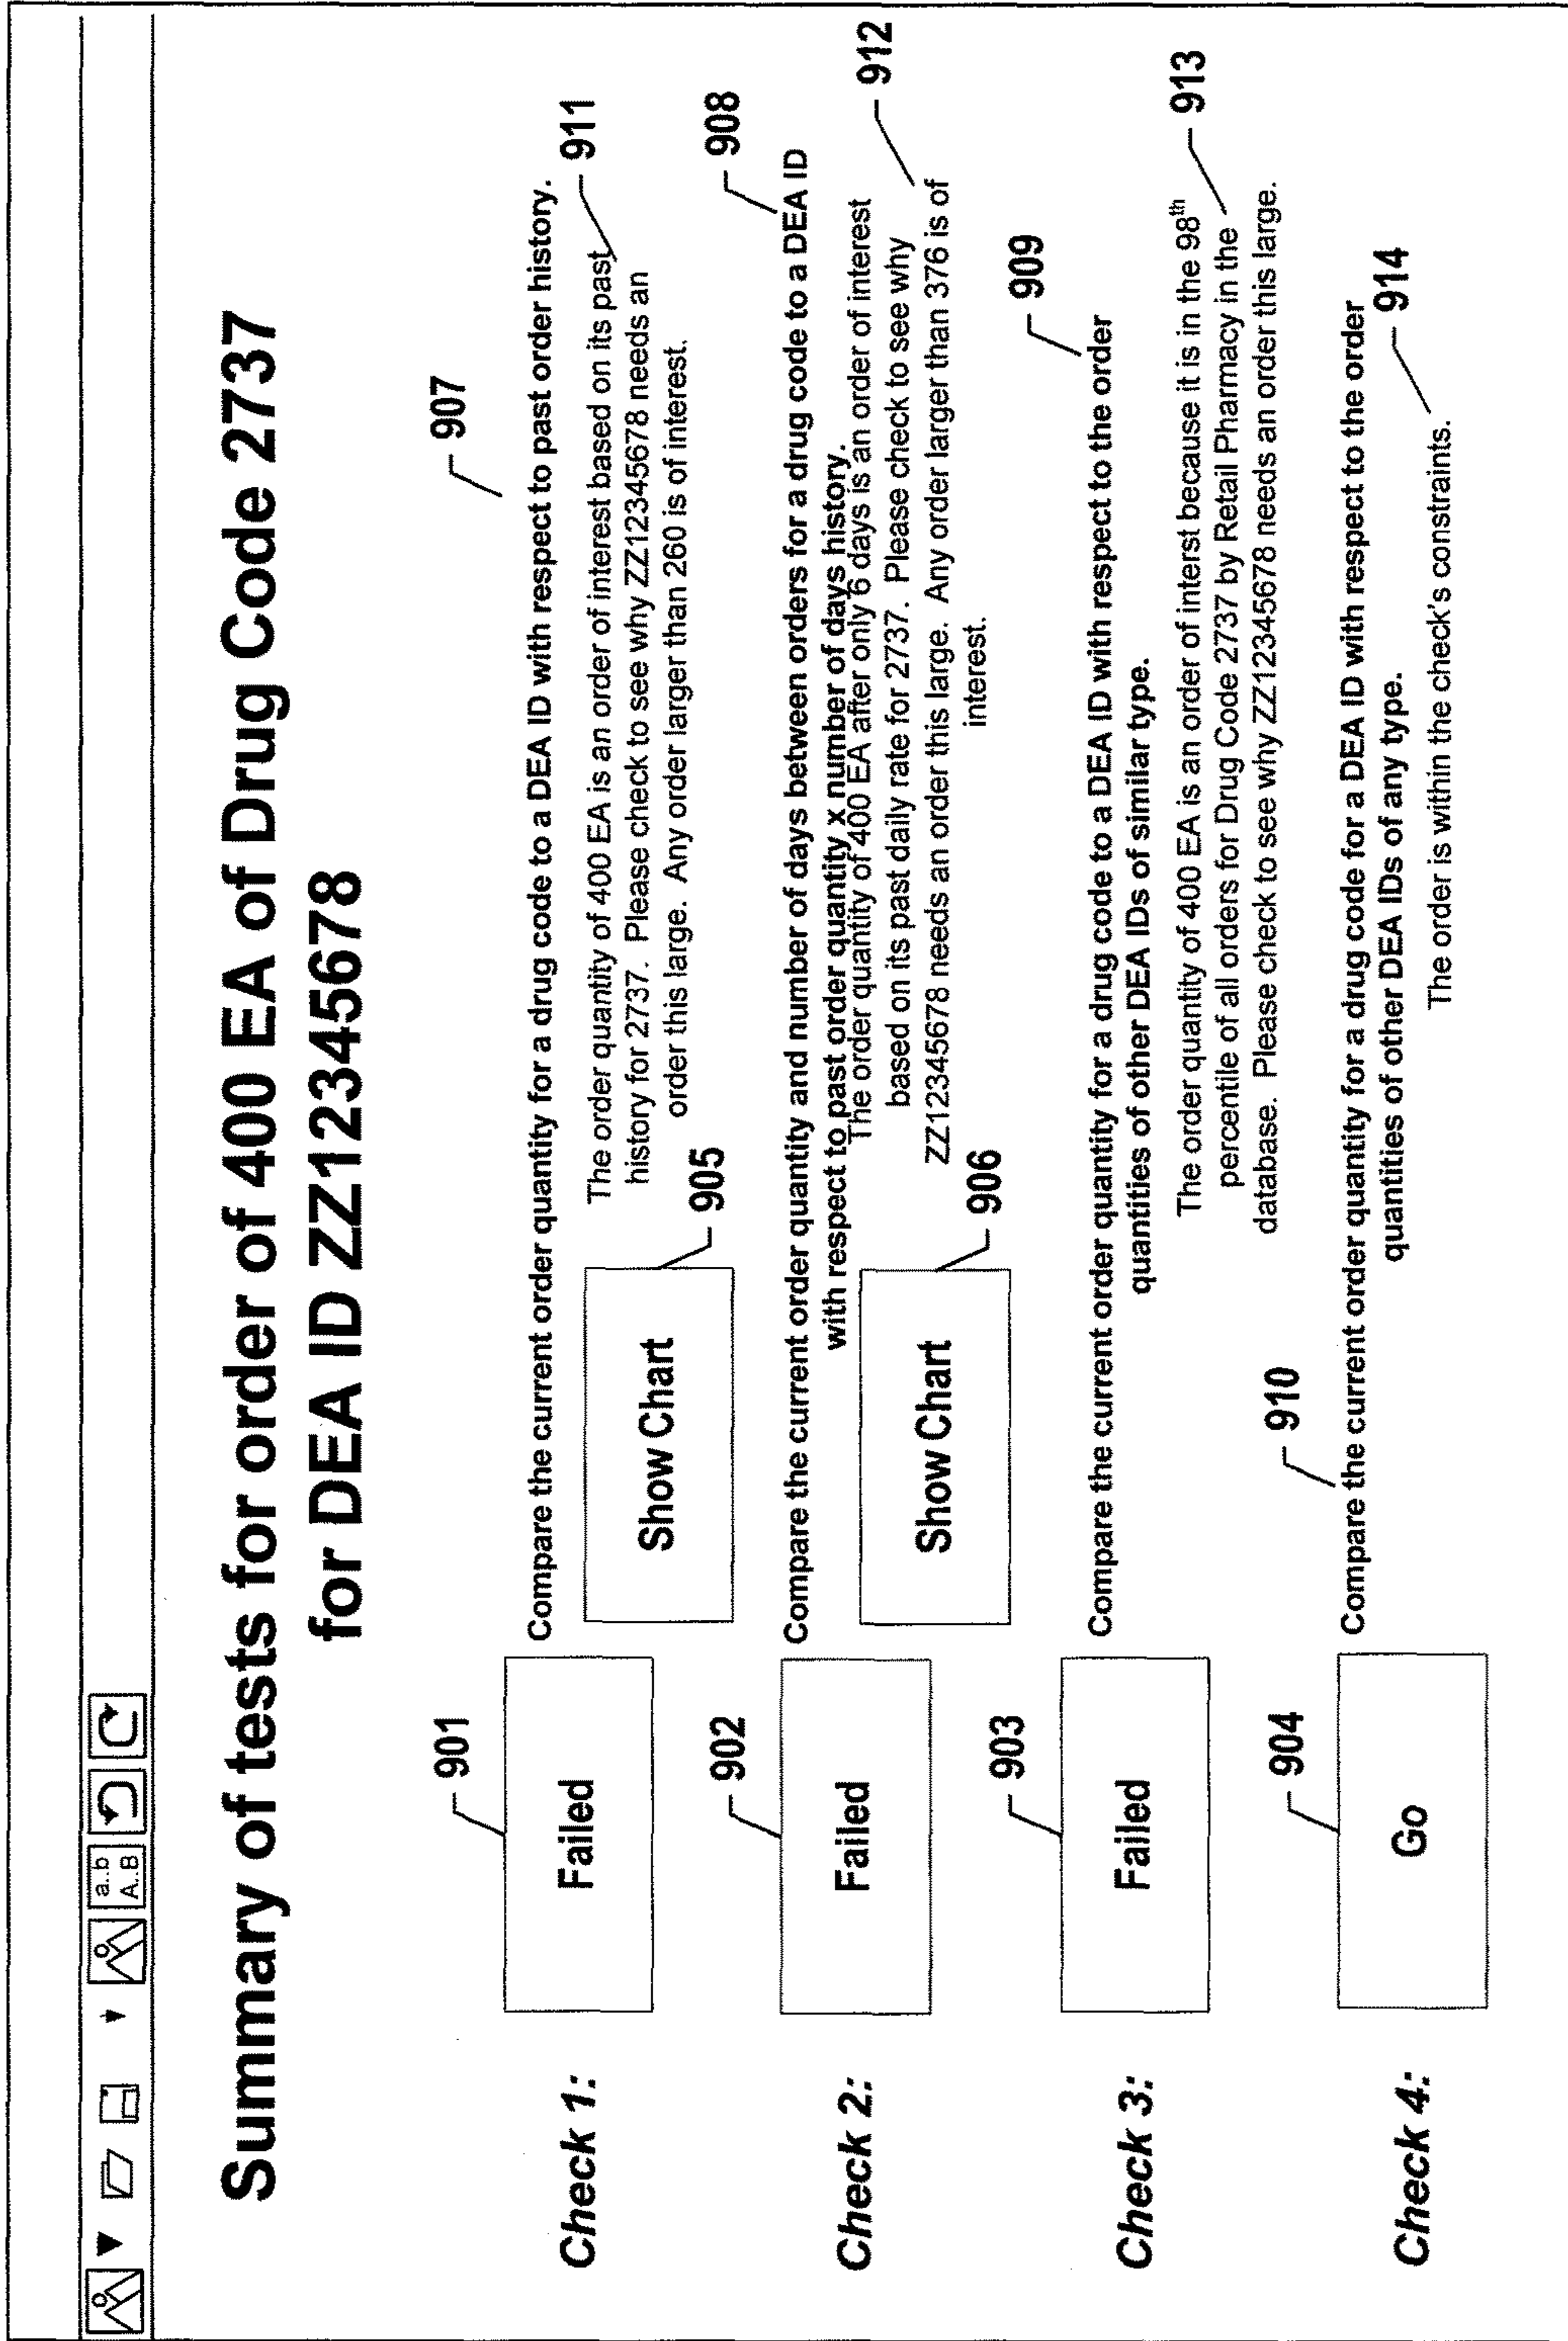 a..b
A..B
Summary of tests for order of 400 EA of Drug Code 2737
for DEA ID ZZ12345678
907
901
Check 1:
Failed
Compare the current order quantity for a drug code to a DEA ID with respect to past order history.
Show Chart
905
The order quantity of 400 EA is an order of interest based on its past
history for 2737. Please check to see why ZZ12345678 needs an
order this large. Any order larger than 260 is of interest.
911
908
902
Check 2:
Failed
Compare the current order quantity and number of days between orders for a drug code to a DEA ID
with respect to past order quantity x number of days history.
Show Chart
906
The order quantity of 400 EA after only 6 days is an order of interest
based on its past daily rate for 2737. Please check to see why
ZZ12345678 needs an order this large. Any order larger than 376 is of
interest.
912
909
903
Check 3:
Failed
Compare the current order quantity for a drug code to a DEA ID with respect to the order
quantities of other DEA IDs of similar type.
The order quantity of 400 EA is an order of interst because it is in the 98th
percentile of all orders for Drug Code 2737 by Retail Pharmacy in the
database. Please check to see why ZZ12345678 needs an order this large.
913
910
904
Check 4:
Go
Compare the current order quantity for a drug code for a DEA ID with respect to the order
quantities of other DEA IDs of any type.
914
The order is within the check's constraints.